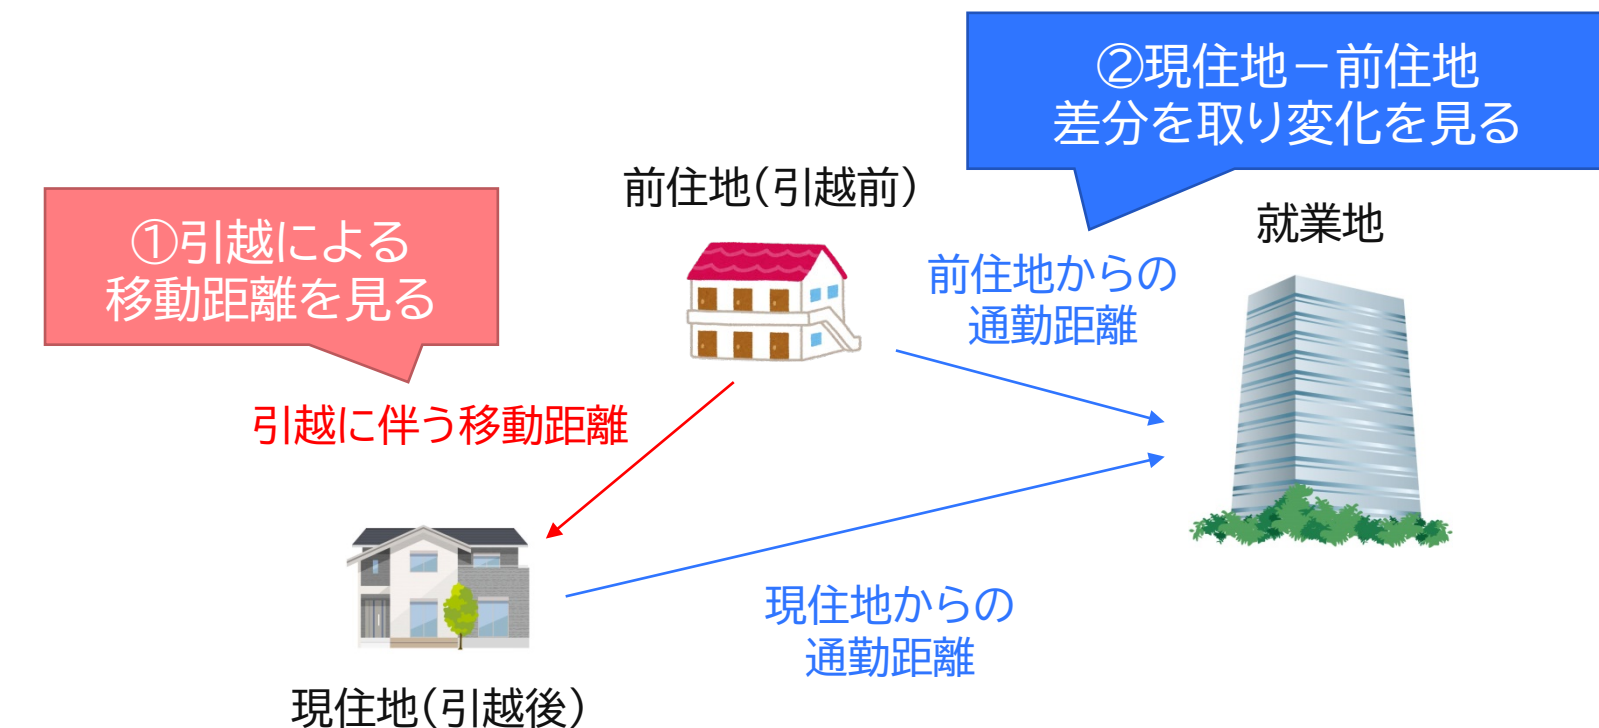 ②現住地－前住地
差分を取り変化を見る
前住地(引越前)
①引越による
移動距離を見る
就業地
前住地からの
通勤距離
引越に伴う移動距離
現住地からの
通勤距離
現住地(引越後)